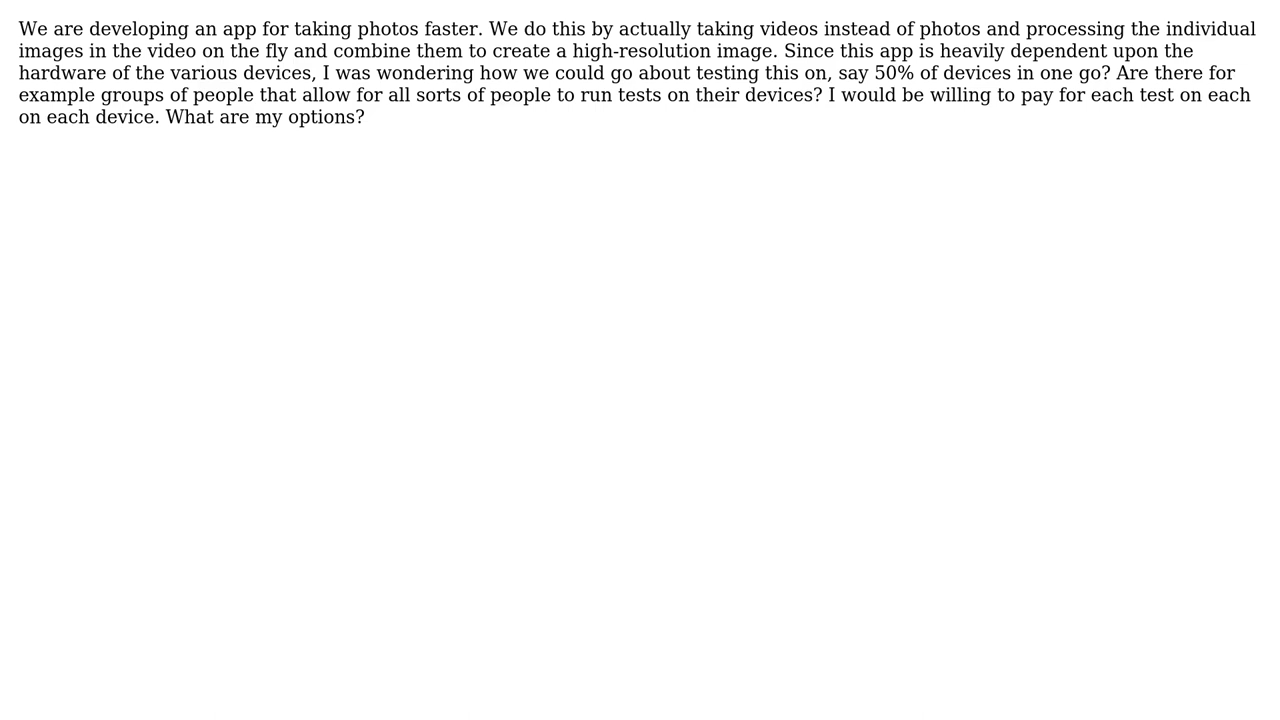 We are developing an app for taking photos faster. We do this by actually taking videos instead of photos and processing the individual
images in the video on the fly and combine them to create a high-resolution image. Since this app is heavily dependent upon the
hardware of the various devices, I was wondering how we could go about testing this on, say 50% of devices in one go? Are there for
example groups of people that allow for all sorts of people to run tests on their devices? I would be willing to pay for each test on each
on each device. What are my options?